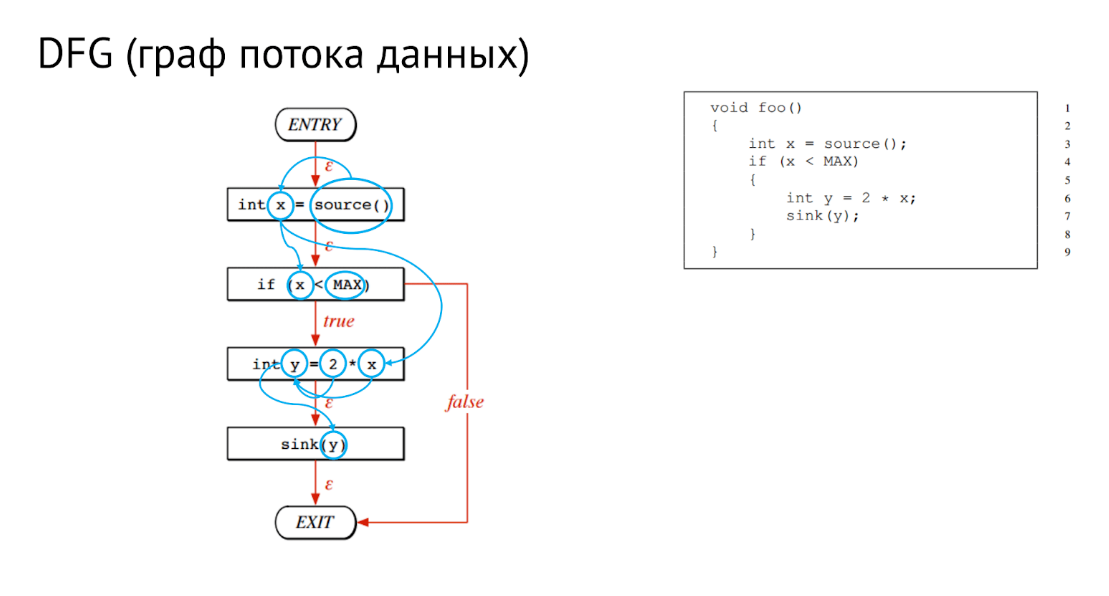 DFG (граф потока данных)
ENTRY
ε
int x = source()
ε
if (x < MAX)
true
int y = 2 * x
ε
false
sink(y)
ε
EXIT
void foo() 1
{ 2
int x = source(); 3
if (x < MAX) 4
{ 5
int y = 2 * x; 6
sink(y); 7
} 8
} 9